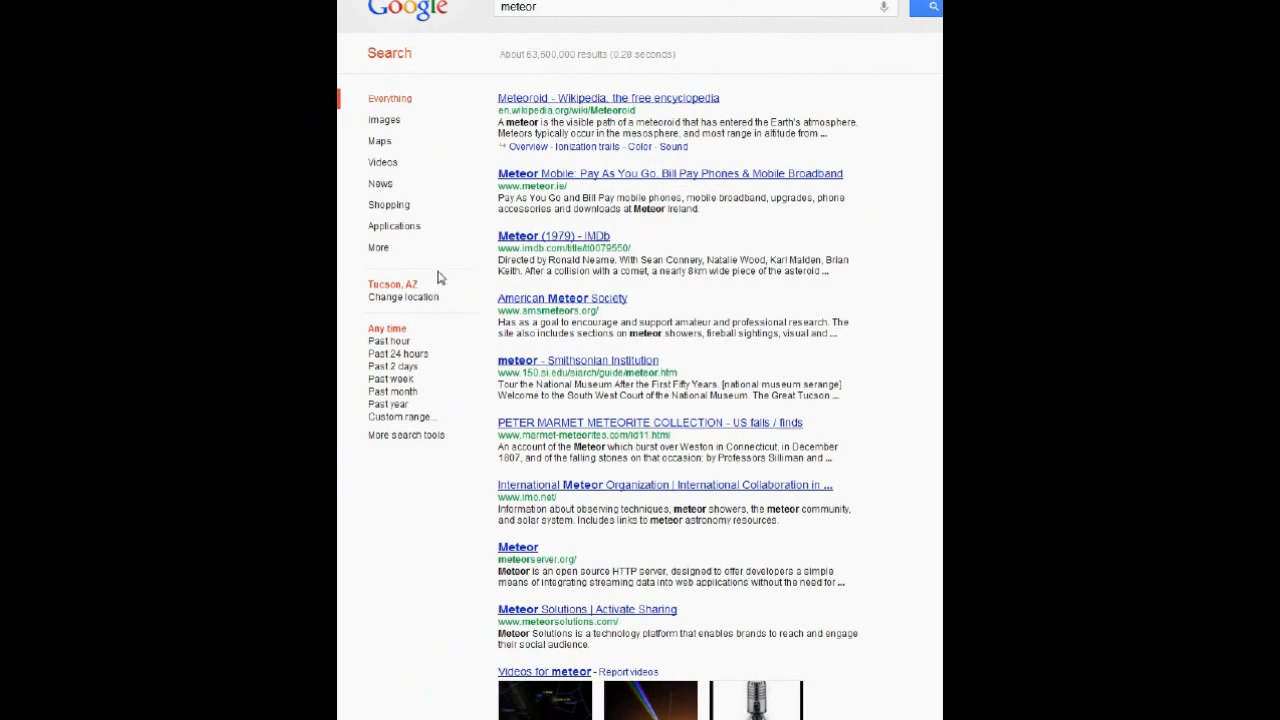 Google
meteor
Search
About 63,600,000 results (0.28 seconds)
Everything
Images
Maps
Videos
News
Shopping
Applications
More
Tucson, AZ
Change location
Any time
Past hour
Past 24 hours
Past 2 days
Past week
Past month
Past year
Custom range...
More search tools
Meteoroid - Wikipedia, the free encyclopedia
en.wikipedia.org/wiki/Meteoroid
A meteor is the visible path of a meteoroid that has entered the Earth's atmosphere.
Meteors typically occur in the mesosphere, and most range in altitude from ...
Overview - Ionization trails - Color - Sound
Meteor Mobile: Pay As You Go, Bill Pay Phones & Mobile Broadband
www.meteor.ie/
Pay As You Go and Bill Pay mobile phones, mobile broadband, upgrades, phone
accessories and downloads at Meteor Ireland.
Meteor (1979) - IMDb
www.imdb.com/title/tt0079550/
Directed by Ronald Neame. With Sean Connery, Natalie Wood, Karl Malden, Brian
Keith. After a collision with a comet, a nearly 8km wide piece of the asteroid ...
American Meteor Society
www.amsmeteors.org/
Has as a goal to encourage and support amateur and professional research. The
site also includes sections on meteor showers, fireball sightings, visual and ...
meteor - Smithsonian Institution
www.150.si.edu/siarch/guide/meteor.htm
Tour the National Museum After the First Fifty Years. [national museum serange]
Welcome to the South West Court of the National Museum. The Great Tucson ...
PETER MARMET METEORITE COLLECTION - US falls / finds
www.marmet-meteorites.com/id11.html
An account of the Meteor which burst over Weston in Connecticut, in December
1807, and of the falling stones on that occasion; by Professors Silliman and ...
International Meteor Organization | International Collaboration in ...
www.imo.net/
Information about observing techniques, meteor showers, the meteor community,
and solar system. Includes links to meteor astronomy resources.
Meteor
meteorserver.org/
Meteor is an open source HTTP server, designed to offer developers a simple
means of integrating streaming data into web applications without the need for ...
Meteor Solutions | Activate Sharing
www.meteorsolutions.com/
Meteor Solutions is a technology platform that enables brands to reach and engage
their social audience.
Videos for meteor - Report videos